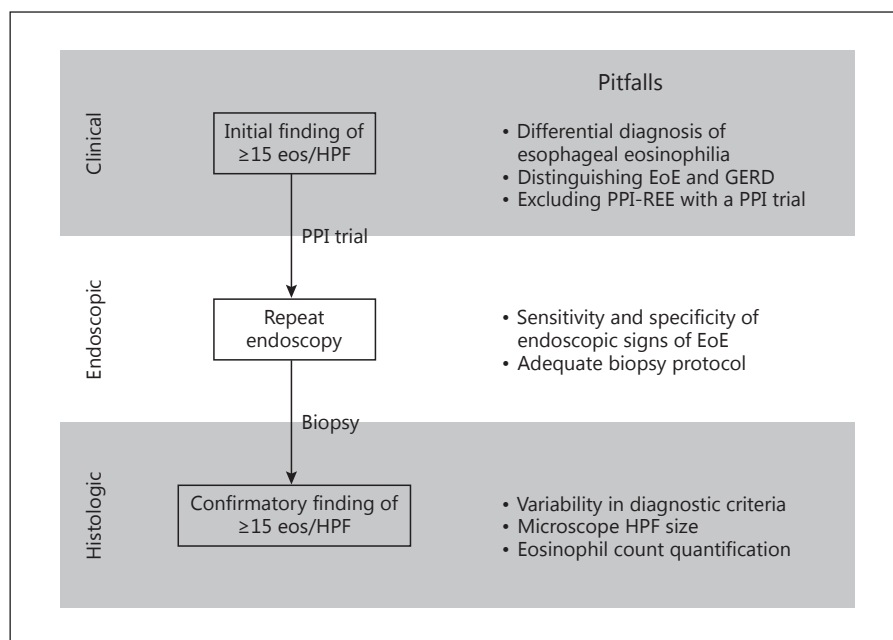 Pitfalls
Clinical
Initial finding of
≥15 eos/HPF
• Differential diagnosis of
esophageal eosinophilia
• Distinguishing EoE and GERD
• Excluding PPI-REE with a PPI trial
PPI trial
Endoscopic
Repeat
endoscopy
• Sensitivity and specificity of
endoscopic signs of EoE
• Adequate biopsy protocol
Biopsy
Histologic
Confirmatory finding of
≥15 eos/HPF
• Variability in diagnostic criteria
• Microscope HPF size
• Eosinophil count quantification